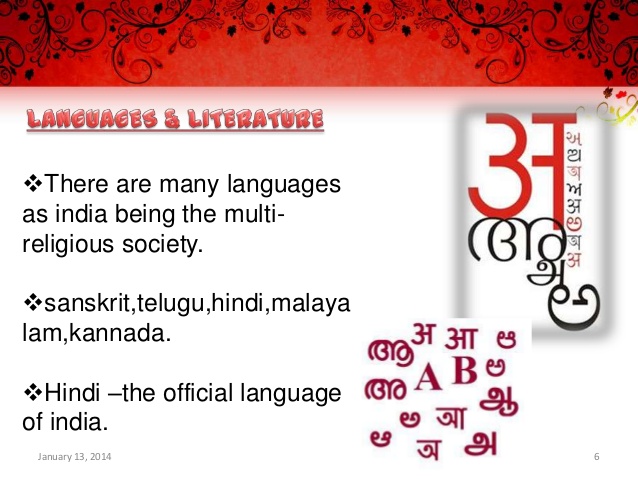 LANGUAGES & LITERATURE
❖There are many languages
as india being the multi-
religious society.
❖sanskrit,telugu,hindi,malaya
lam,kannada.
❖Hindi –the official language
of india.
अ
അ
அ
अ आ ಅ
ആ A B ఆ
അ ആ
ஆ
అ আ
ಆ অ அ
January 13, 2014
6